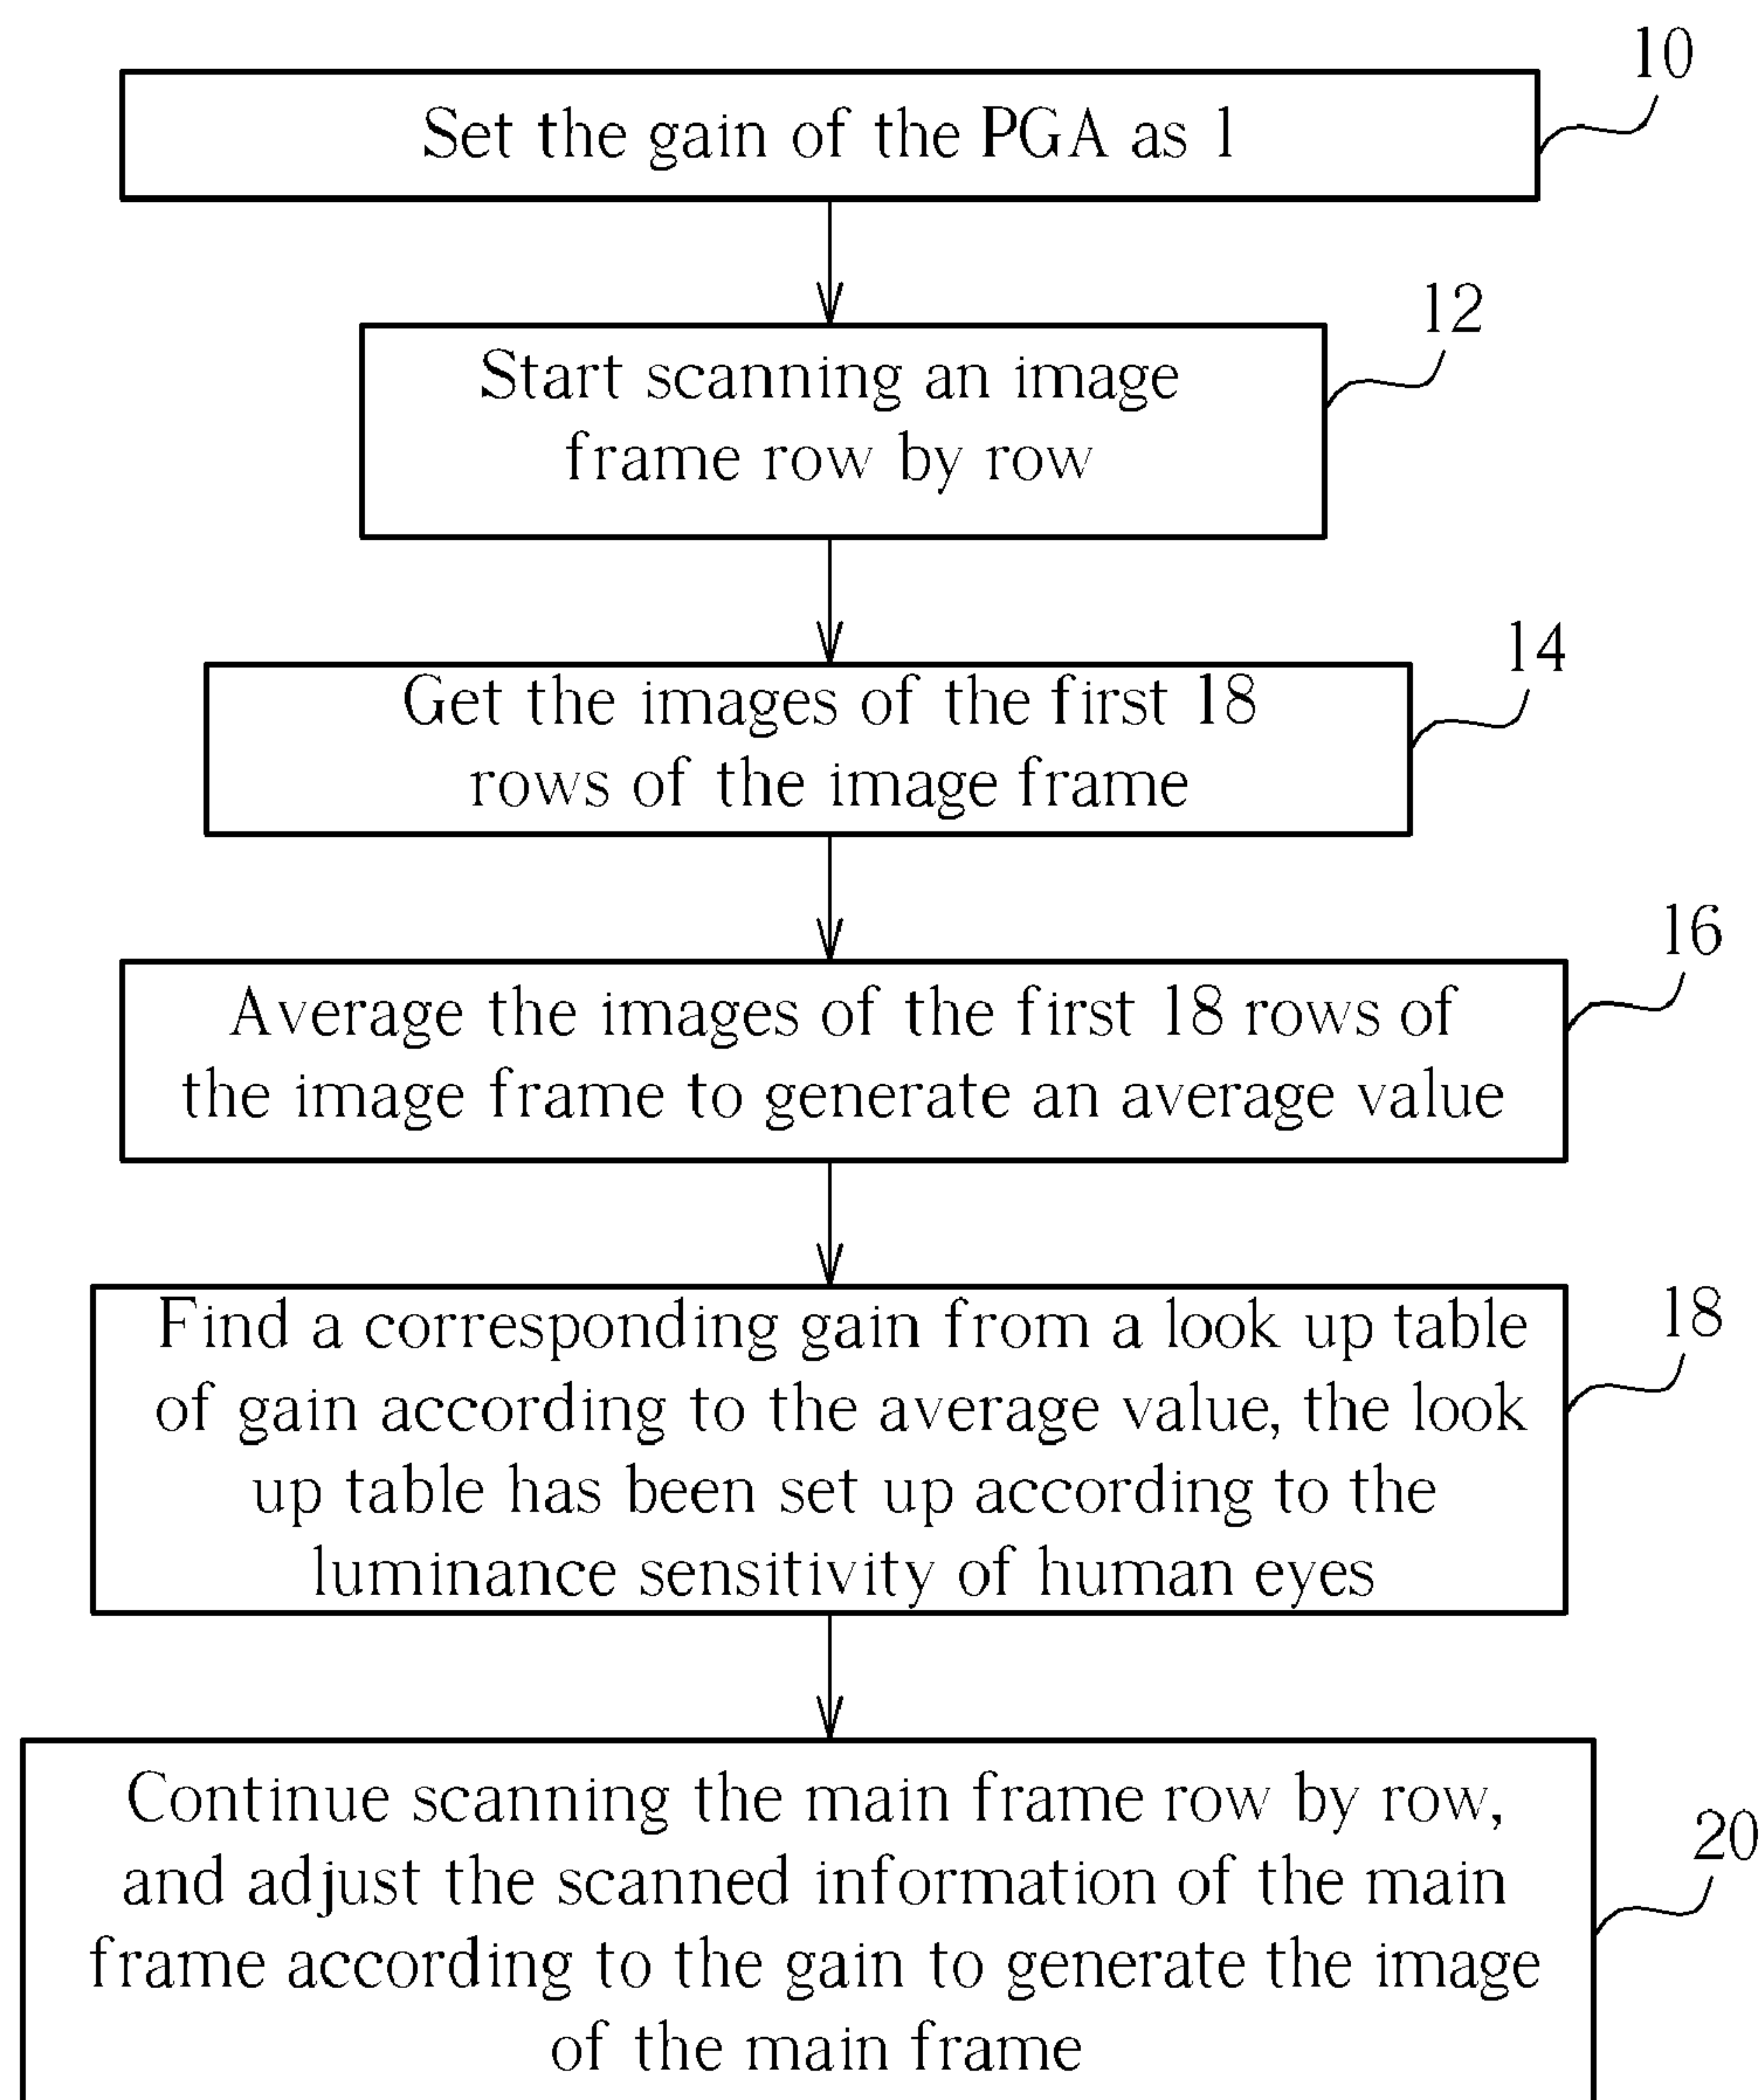 10
Set the gain of the PGA as 1
12
Start scanning an image
frame row by row
14
Get the images of the first 18
rows of the image frame
16
Average the images of the first 18 rows of
the image frame to generate an average value
18
Find a corresponding gain from a look up table
of gain according to the average value, the look
up table has been set up according to the
luminance sensitivity of human eyes
20
Continue scanning the main frame row by row,
and adjust the scanned information of the main
frame according to the gain to generate the image
of the main frame